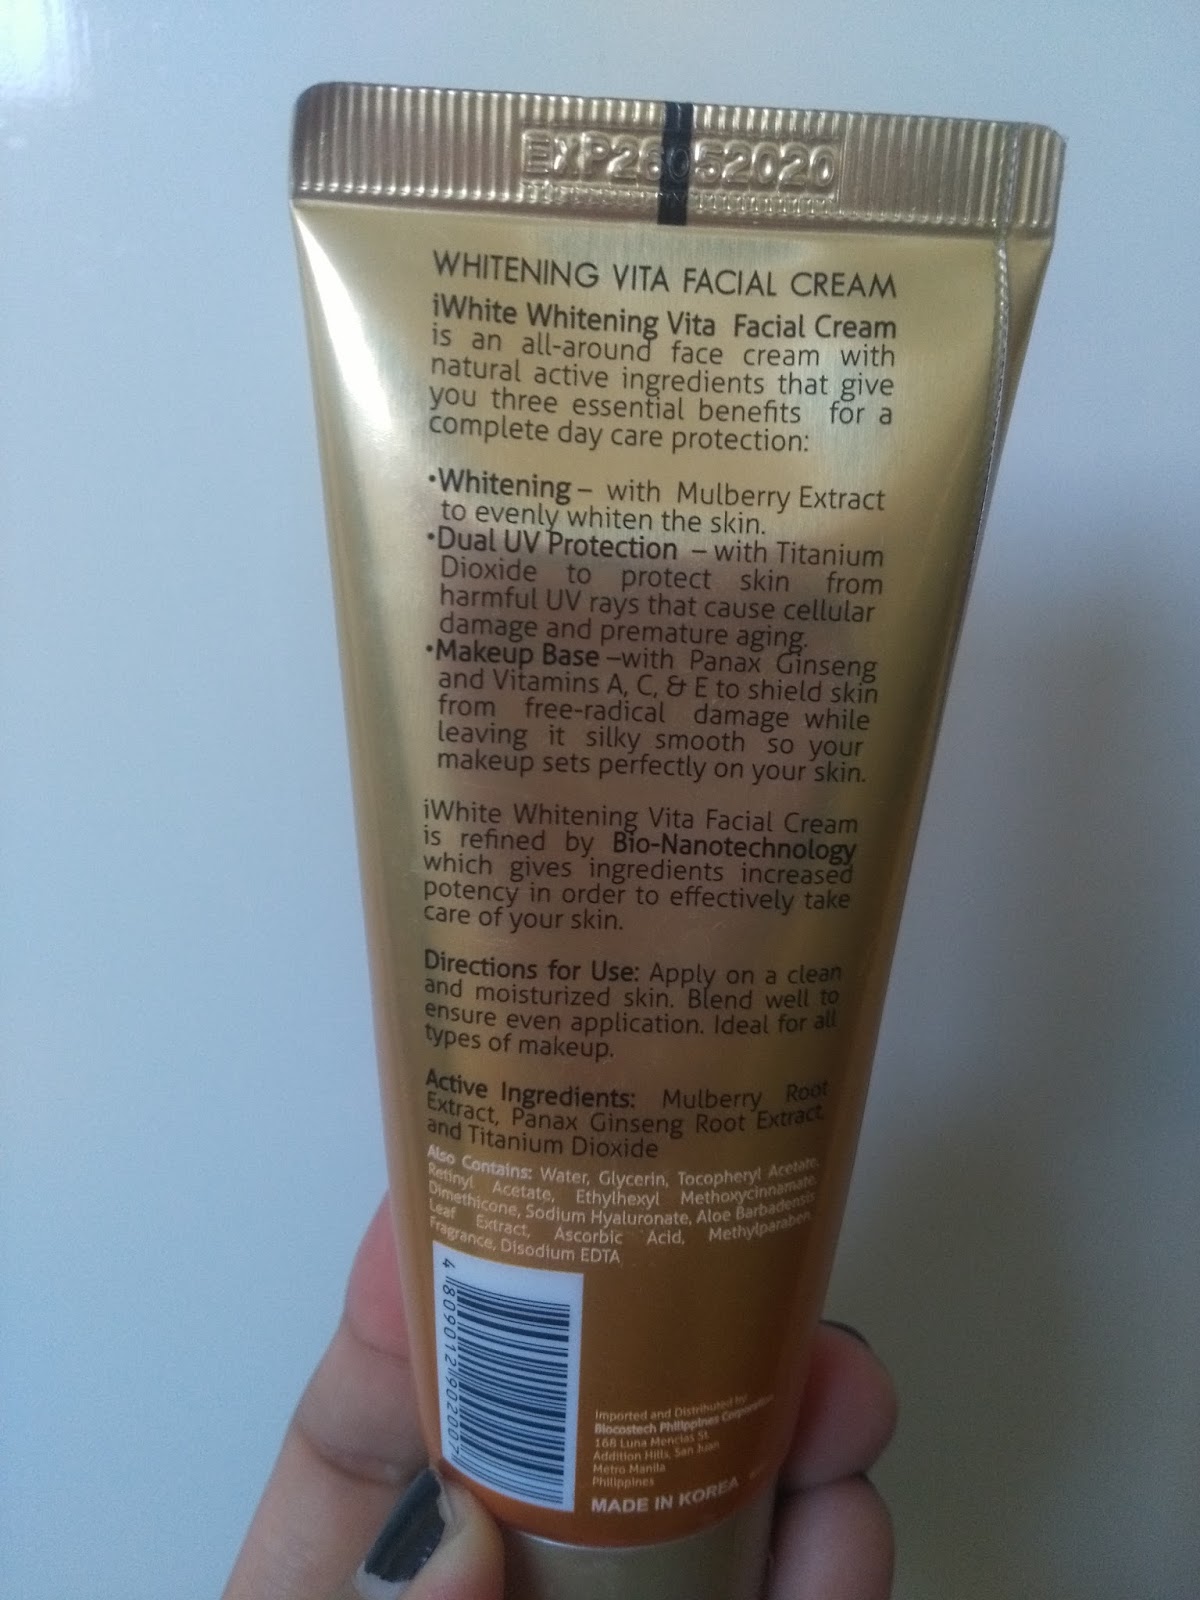 EXP26052020
WHITENING VITA FACIAL CREAM
iWhite Whitening Vita Facial Cream
is an all-around face cream with
natural active ingredients that give
you three essential benefits for a
complete day care protection:
•Whitening – with Mulberry Extract
to evenly whiten the skin.
•Dual UV Protection – with Titanium
Dioxide to protect skin from
harmful UV rays that cause cellular
damage and premature aging.
•Makeup Base –with Panax Ginseng
and Vitamins A, C, & E to shield skin
from free-radical damage while
leaving it silky smooth so your
makeup sets perfectly on your skin.
iWhite Whitening Vita Facial Cream
is refined by Bio-Nanotechnology
which gives ingredients increased
potency in order to effectively take
care of your skin.
Directions for Use: Apply on a clean
and moisturized skin. Blend well to
ensure even application. Ideal for all
types of makeup.
Active Ingredients: Mulberry Root
Extract, Panax Ginseng Root Extract,
and Titanium Dioxide
Also Contains: Water, Glycerin, Tocopheryl Acetate,
Retinyl Acetate, Ethylhexyl Methoxycinnamate,
Dimethicone, Sodium Hyaluronate, Aloe Barbadensis
Leaf Extract, Ascorbic Acid, Methylparaben,
Fragrance, Disodium EDTA
4 809012 902007
Imported and Distributed by:
Biocostech Philippines Corporation
168 Luna Mencias St.
Addition Hills, San Juan
Metro Manila
Philippines
MADE IN KOREA